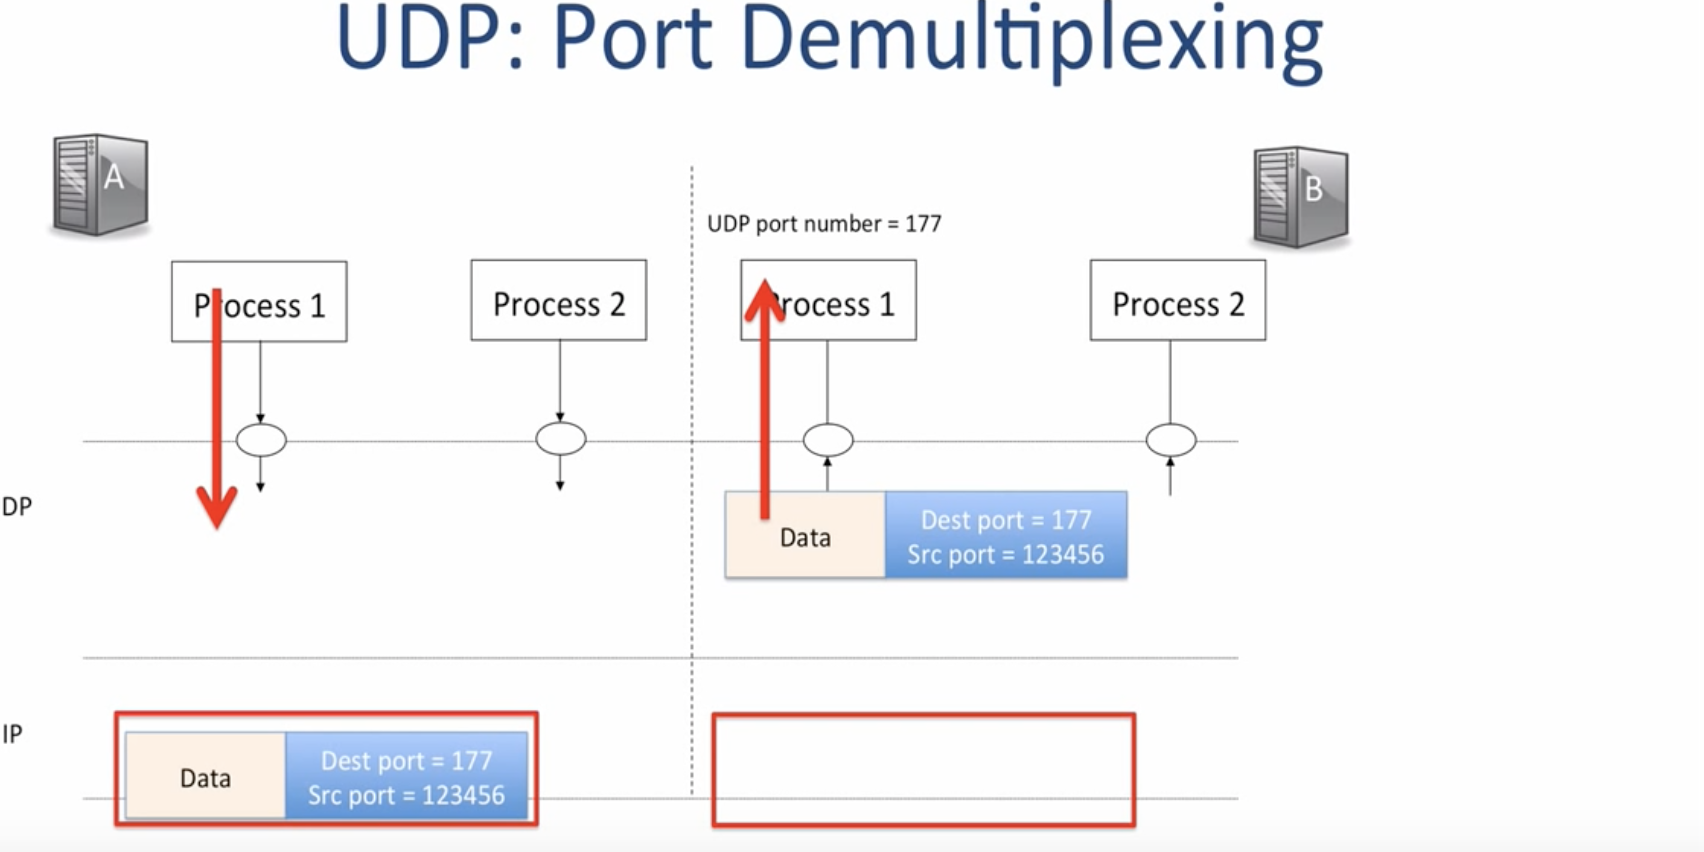 UDP: Port Demultiplexing
A
B
UDP port number = 177
Process 1
Process 2
Process 1
Process 2
DP
Data
Dest port = 177
Src port = 123456
IP
Data
Dest port = 177
Src port = 123456